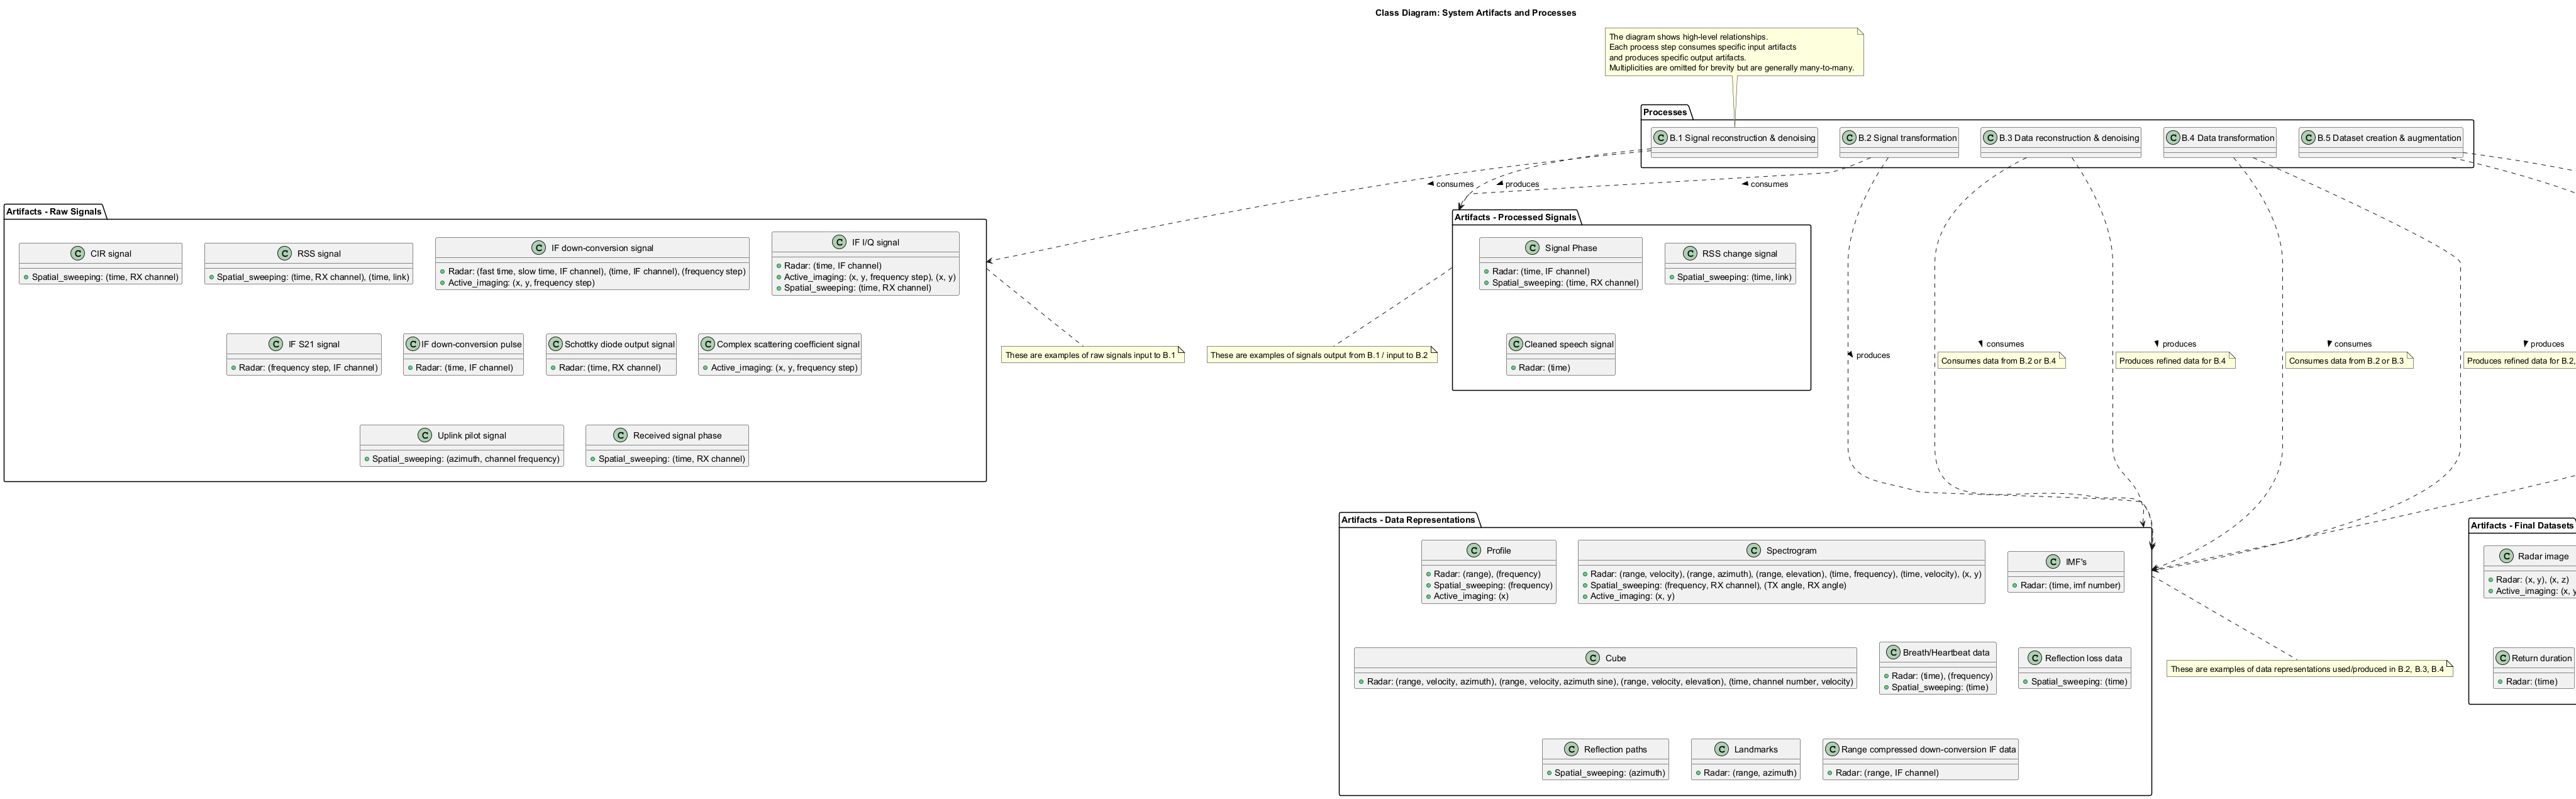 Class Diagram: System Artifacts and Processes
The diagram shows high-level relationships.
Each process step consumes specific input artifacts
and produces specific output artifacts.
Multiplicities are omitted for brevity but are generally many-to-many.
Processes
C B.1 Signal reconstruction & denoising
C B.2 Signal transformation
C B.3 Data reconstruction & denoising
C B.4 Data transformation
C B.5 Dataset creation & augmentation
consumes
produces
consumes
Artifacts - Raw Signals
C CIR signal
Spatial_sweeping: (time, RX channel)
C RSS signal
Spatial_sweeping: (time, RX channel), (time, link)
C IF down-conversion signal
Radar: (fast time, slow time, IF channel), (time, IF channel), (frequency step)
Active_imaging: (x, y, frequency step)
C IF I/Q signal
Radar: (time, IF channel)
Active_imaging: (x, y, frequency step), (x, y)
Spatial_sweeping: (time, RX channel)
C IF S21 signal
Radar: (frequency step, IF channel)
C IF down-conversion pulse
Radar: (time, IF channel)
C Schottky diode output signal
Radar: (time, RX channel)
C Complex scattering coefficient signal
Active_imaging: (x, y, frequency step)
C Uplink pilot signal
Spatial_sweeping: (azimuth, channel frequency)
C Received signal phase
Spatial_sweeping: (time, RX channel)
These are examples of raw signals input to B.1
These are examples of signals output from B.1 / input to B.2
Artifacts - Processed Signals
C Signal Phase
Radar: (time, IF channel)
Spatial_sweeping: (time, RX channel)
C RSS change signal
Spatial_sweeping: (time, link)
C Cleaned speech signal
Radar: (time)
produces
consumes
Consumes data from B.2 or B.4
produces
Produces refined data for B.4
consumes
Consumes data from B.2 or B.3
produces
Produces refined data for B.2,
Artifacts - Data Representations
C Profile
Radar: (range), (frequency)
Spatial_sweeping: (frequency)
Active_imaging: (x)
C Spectrogram
Radar: (range, velocity), (range, azimuth), (range, elevation), (time, frequency), (time, velocity), (x, y)
Spatial_sweeping: (frequency, RX channel), (TX angle, RX angle)
Active_imaging: (x, y)
C IMF's
Radar: (time, imf number)
C Cube
Radar: (range, velocity, azimuth), (range, velocity, azimuth sine), (range, velocity, elevation), (time, channel number, velocity)
C Breath/Heartbeat data
Radar: (time), (frequency)
Spatial_sweeping: (time)
C Reflection loss data
Spatial_sweeping: (time)
C Reflection paths
Spatial_sweeping: (azimuth)
C Landmarks
Radar: (range, azimuth)
C Range compressed down-conversion IF data
Radar: (range, IF channel)
These are examples of data representations used/produced in B.2, B.3, B.4
Artifacts - Final Datasets
C Radar image
Radar: (x, y), (x, z)
Active_imaging: (x, y
C Return duration
Radar: (time)